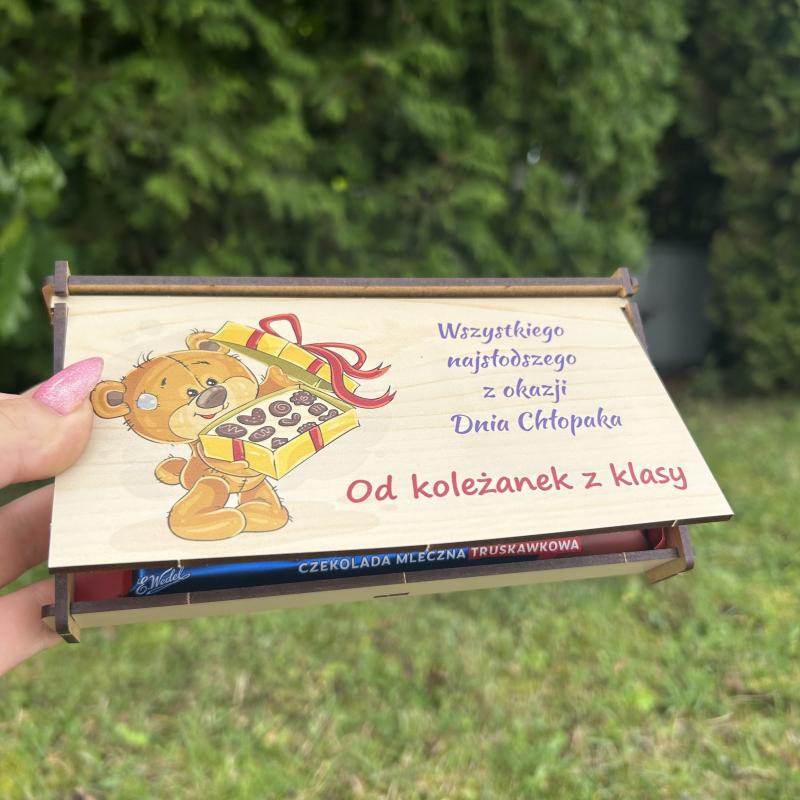 Wszystkiego
najsłodszego
z okazji
Dnia Chłopaka
Od koleżanek z klasy
E. Wedel CZEKOLADA MLECZNA TRUSKAWKOWA